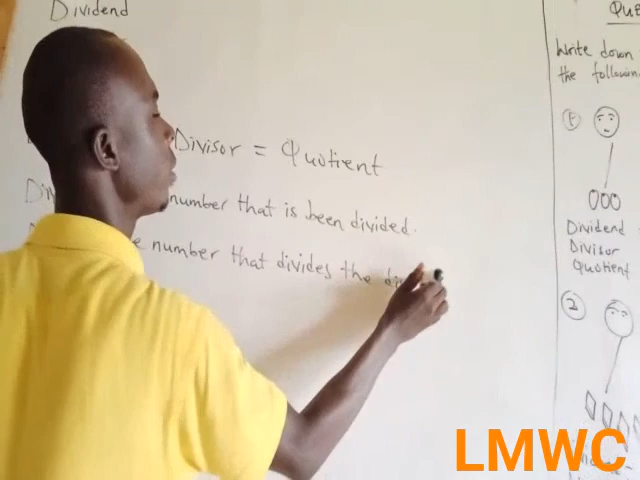 Dividend
Divisor = Quotient
number that is been divided.
number that divides the
Que
Write down
the following
1
Dividend
Divisor
Quotient
2
LMWC